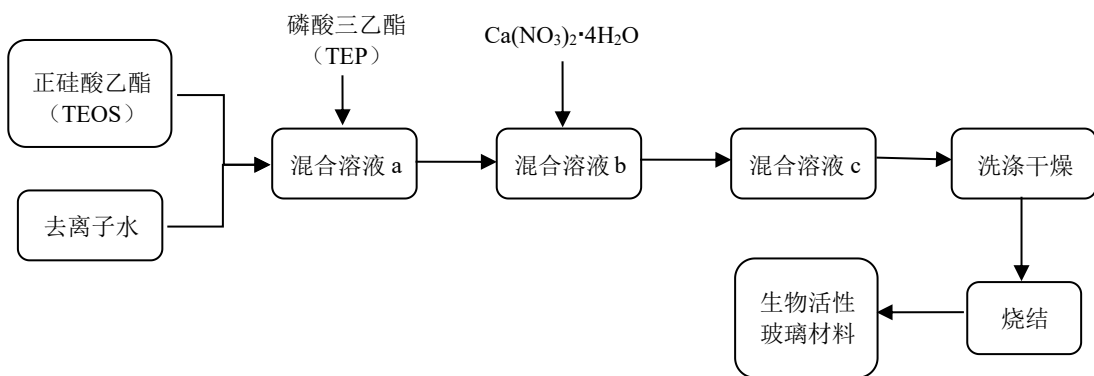 正硅酸乙酯
（TEOS）
去离子水
磷酸三乙酯
（TEP）
混合溶液 a
Ca(NO₃)₂·4H₂O
混合溶液 b
混合溶液 c
洗涤干燥
烧结
生物活性
玻璃材料